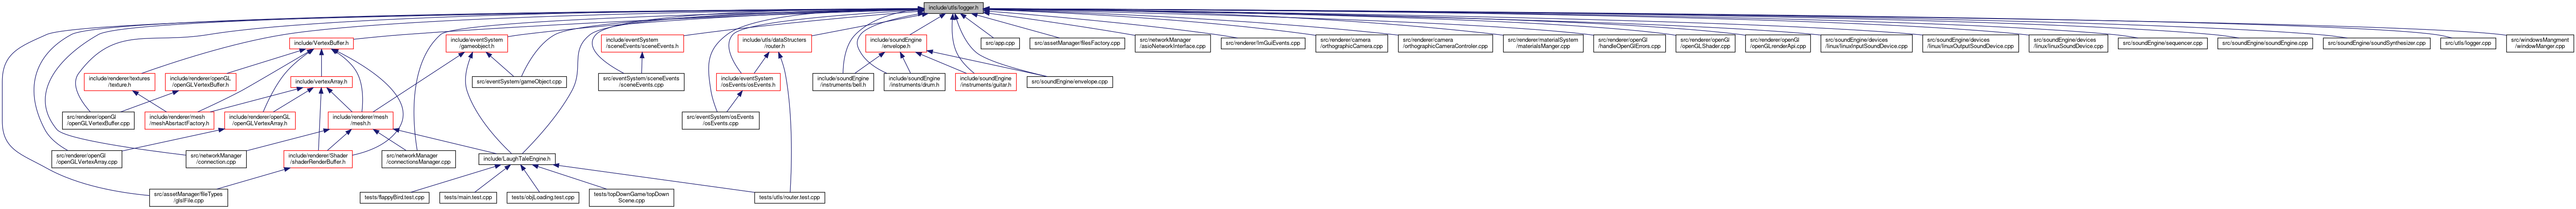 include/utils/logger.h
include/VertexBuffer.h
include/eventSystem
/gameobject.h
include/eventSystem
/sceneEvents/sceneEvents.h
include/utils/dataStructers
/router.h
include/soundEngine
/envelope.h
src/app.cpp
src/assetManager/filesFactory.cpp
src/networkManager
/asioNetworkInterface.cpp
src/renderer/ImGuiEvents.cpp
src/renderer/camera
/orthographicCamera.cpp
src/renderer/camera
/orthographicCameraControler.cpp
src/renderer/materialSystem
/materialsManger.cpp
src/renderer/openGl
/handleOpenGlErrors.cpp
src/renderer/openGl
/openGLShader.cpp
src/renderer/openGl
/openGLrenderApi.cpp
src/soundEngine/devices
/linux/linuxInputSoundDevice.cpp
src/soundEngine/devices
/linux/linuxOutputSoundDevice.cpp
src/soundEngine/devices
/linux/linuxSoundDevice.cpp
src/soundEngine/sequencer.cpp
src/soundEngine/soundEngine.cpp
src/soundEngine/soundSynthesizer.cpp
src/utils/logger.cpp
src/windowsMangment
/windowManger.cpp
include/renderer/textures
/texture.h
include/renderer/openGL
/openGLVertexBuffer.h
include/vertexArray.h
src/eventSystem/gameObject.cpp
src/eventSystem/sceneEvents
/sceneEvents.cpp
include/eventSystem
/osEvents/osEvents.h
include/soundEngine
/instruments/bell.h
include/soundEngine
/instruments/drum.h
include/soundEngine
/instruments/guitar.h
src/soundEngine/envelope.cpp
src/renderer/openGl
/openGLVertexBuffer.cpp
include/renderer/mesh
/meshAbsrtactFactory.h
include/renderer/openGL
/openGLVertexArray.h
include/renderer/mesh
/mesh.h
src/eventSystem/osEvents
/osEvents.cpp
src/renderer/openGl
/openGLVertexArray.cpp
src/networkManager
/connection.cpp
include/renderer/Shader
/shaderRenderBuffer.h
src/networkManager
/connectionsManager.cpp
include/LaughTaleEngine.h
src/assetManager/fileTypes
/glslFile.cpp
tests/flappyBird.test.cpp
tests/main.test.cpp
tests/objLoading.test.cpp
tests/topDownGame/topDown
Scene.cpp
tests/utils/router.test.cpp